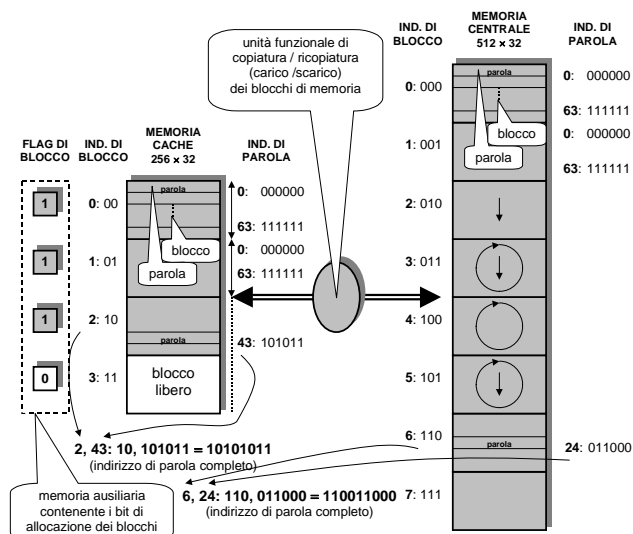 unità funzionale di
copiatura / ricopiatura
(carico /scarico)
dei blocchi di memoria
IND. DI
BLOCCO
MEMORIA
CENTRALE
512 × 32
IND. DI
PAROLA
0: 000
parola
0: 000000
blocco
63: 111111
1: 001
parola
0: 000000
63: 111111
2: 010
3: 011
4: 100
5: 101
6: 110
parola
24: 011000
7: 111
FLAG DI
BLOCCO
IND. DI
BLOCCO
MEMORIA
CACHE
256 × 32
IND. DI
PAROLA
1
0: 00
parola
0: 000000
63: 111111
blocco
1
1: 01
parola
0: 000000
63: 111111
1
2: 10
parola
43: 101011
0
3: 11
blocco
libero
2, 43: 10, 101011 = 10101011
(indirizzo di parola completo)
6, 24: 110, 011000 = 110011000
(indirizzo di parola completo)
memoria ausiliaria
contenente i bit di
allocazione dei blocchi